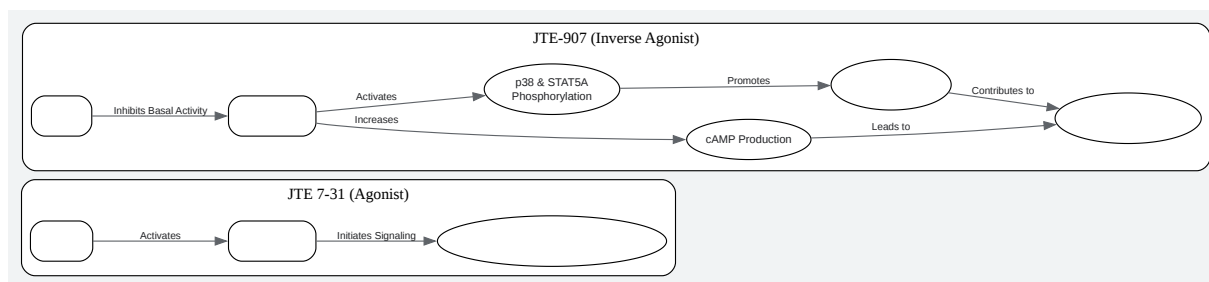 JTE-907 (Inverse Agonist)
Inhibits Basal Activity
Activates
Increases
p38 & STAT5A
Phosphorylation
Promotes
cAMP Production
Contributes to
Leads to
JTE 7-31 (Agonist)
Activates
Initiates Signaling